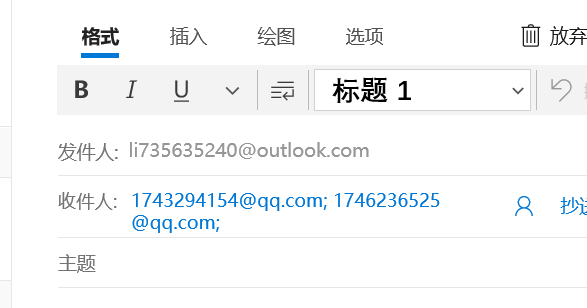 格式 插入 绘图 选项 放弃
B I U 标题 1
发件人: li735635240@outlook.com
收件人: 1743294154@qq.com; 1746236525
@qq.com; 抄送
主题